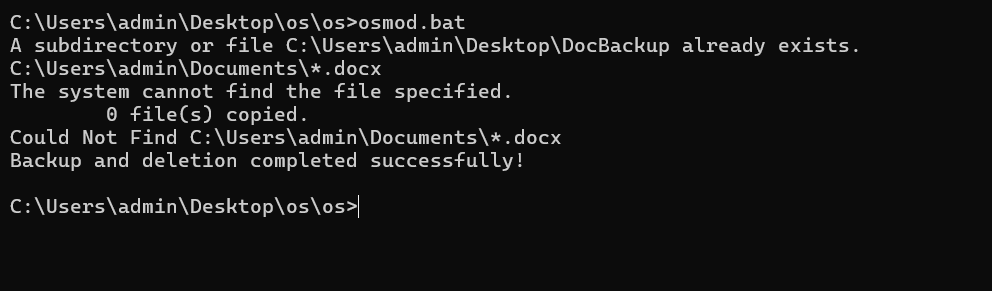 C:\Users\admin\Desktop\os\os>osmod.bat
A subdirectory or file C:\Users\admin\Desktop\DocBackup already exists.
C:\Users\admin\Documents\*.docx
The system cannot find the file specified.
        0 file(s) copied.
Could Not Find C:\Users\admin\Documents\*.docx
Backup and deletion completed successfully!
C:\Users\admin\Desktop\os\os>